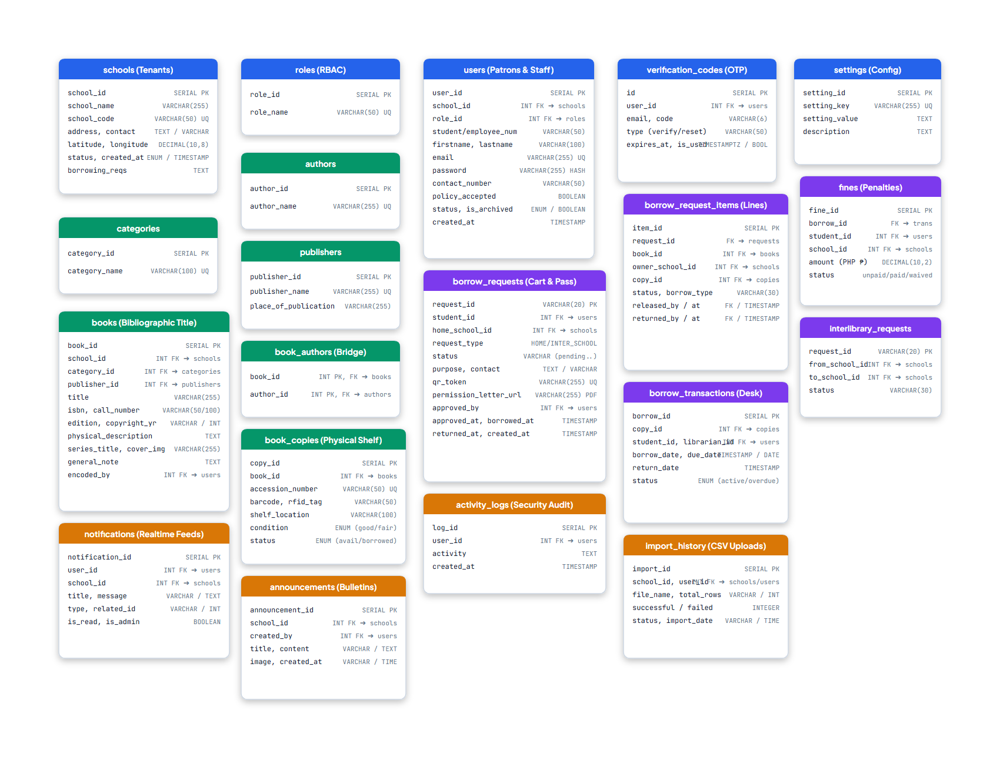 schools (Tenants)
school_id SERIAL PK
school_name VARCHAR(255)
school_code VARCHAR(50) UQ
address, contact TEXT / VARCHAR
latitude, longitude DECIMAL(10,8)
status, created_at ENUM / TIMESTAMP
borrowing_reqs TEXT
categories
category_id SERIAL PK
category_name VARCHAR(100) UQ
books (Bibliographic Title)
book_id SERIAL PK
school_id INT FK ➔ schools
category_id INT FK ➔ categories
publisher_id INT FK ➔ publishers
title VARCHAR(255)
isbn, call_number VARCHAR(50/100)
edition, copyright_yr VARCHAR / INT
physical_description TEXT
series_title, cover_img VARCHAR(255)
general_note TEXT
encoded_by INT FK ➔ users
notifications (Realtime Feeds)
notification_id SERIAL PK
user_id INT FK ➔ users
school_id INT FK ➔ schools
title, message VARCHAR / TEXT
type, related_id VARCHAR / INT
is_read, is_admin BOOLEAN
roles (RBAC)
role_id SERIAL PK
role_name VARCHAR(50) UQ
authors
author_id SERIAL PK
author_name VARCHAR(255) UQ
publishers
publisher_id SERIAL PK
publisher_name VARCHAR(255) UQ
place_of_publication VARCHAR(255)
book_authors (Bridge)
book_id INT PK, FK ➔ books
author_id INT PK, FK ➔ authors
book_copies (Physical Shelf)
copy_id SERIAL PK
book_id INT FK ➔ books
accession_number VARCHAR(50) UQ
barcode, rfid_tag VARCHAR(50)
shelf_location VARCHAR(100)
condition ENUM (good/fair)
status ENUM (avail/borrowed)
announcements (Bulletins)
announcement_id SERIAL PK
school_id INT FK ➔ schools
created_by INT FK ➔ users
title, content VARCHAR / TEXT
image, created_at VARCHAR / TIME
users (Patrons & Staff)
user_id SERIAL PK
school_id INT FK ➔ schools
role_id INT FK ➔ roles
student/employee_num VARCHAR(50)
firstname, lastname VARCHAR(100)
email VARCHAR(255) UQ
password VARCHAR(255) HASH
contact_number VARCHAR(50)
policy_accepted BOOLEAN
status, is_archived ENUM / BOOLEAN
created_at TIMESTAMP
borrow_requests (Cart & Pass)
request_id VARCHAR(20) PK
student_id INT FK ➔ users
home_school_id INT FK ➔ schools
request_type HOME/INTER_SCHOOL
status VARCHAR (pending..)
purpose, contact TEXT / VARCHAR
qr_token VARCHAR(255) UQ
permission_letter_url VARCHAR(255) PDF
approved_by INT FK ➔ users
approved_at, borrowed_at TIMESTAMP
returned_at, created_at TIMESTAMP
activity_logs (Security Audit)
log_id SERIAL PK
user_id INT FK ➔ users
activity TEXT
created_at TIMESTAMP
verification_codes (OTP)
id SERIAL PK
user_id INT FK ➔ users
email, code VARCHAR(6)
type (verify/reset) VARCHAR(50)
expires_at, is_used TIMESTAMPTZ / BOOL
borrow_request_items (Lines)
item_id SERIAL PK
request_id FK ➔ requests
book_id INT FK ➔ books
owner_school_id INT FK ➔ schools
copy_id INT FK ➔ copies
status, borrow_type VARCHAR(30)
released_by / at FK / TIMESTAMP
returned_by / at FK / TIMESTAMP
borrow_transactions (Desk)
borrow_id SERIAL PK
copy_id INT FK ➔ copies
student_id, librarian_id INT FK ➔ users
borrow_date, due_date TIMESTAMP / DATE
return_date TIMESTAMP
status ENUM (active/overdue)
import_history (CSV Uploads)
import_id SERIAL PK
school_id, user_id INT FK ➔ schools/users
file_name, total_rows VARCHAR / INT
successful / failed INTEGER
status, import_date VARCHAR / TIME
settings (Config)
setting_id SERIAL PK
setting_key VARCHAR(255) UQ
setting_value TEXT
description TEXT
fines (Penalties)
fine_id SERIAL PK
borrow_id FK ➔ trans
student_id INT FK ➔ users
school_id INT FK ➔ schools
amount (PHP ₱) DECIMAL(10,2)
status unpaid/paid/waived
interlibrary_requests
request_id VARCHAR(20) PK
from_school_id INT FK ➔ schools
to_school_id INT FK ➔ schools
status VARCHAR(30)